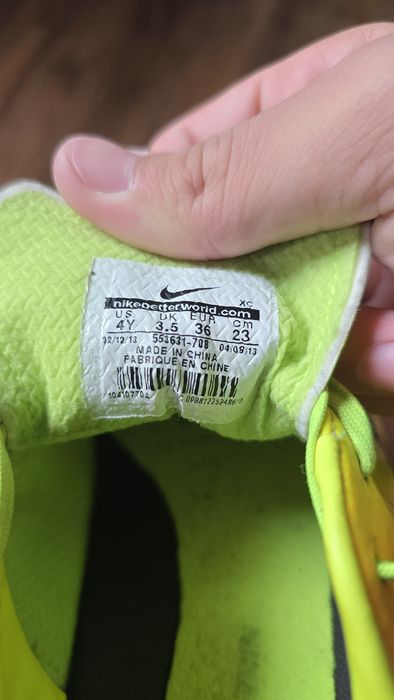 XC
nikebetterworld.com
US UK EUR Cm
4Y 3.5 36 23
02/12/13 553631-708 04/09/13
MADE IN CHINA
FABRIQUE EN CHINE